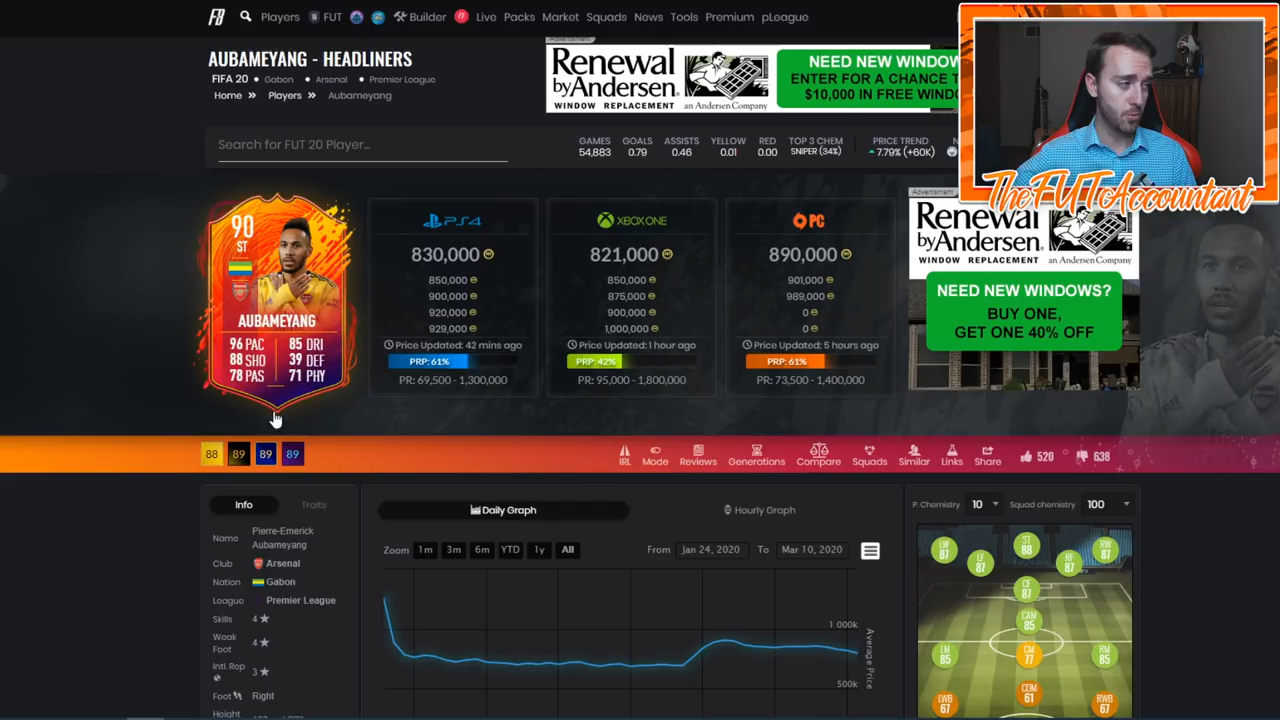 F8 Players FUT Builder Live Packs Market Squads News Tools Premium pLeague
AUBAMEYANG - HEADLINERS
FIFA 20 • Gabon • Arsenal • Premier League
Home » Players » Aubameyang
Advertisement
Renewal
by Andersen.
WINDOW REPLACEMENT an Andersen Company
NEED NEW WINDOW
ENTER FOR A CHANCE T
$10,000 IN FREE WIND
TheFUTAccountant
Search for FUT 20 Player...
GAMES GOALS ASSISTS YELLOW RED TOP 3 CHEM PRICE TREND
54,883 0.79 0.46 0.01 0.00 SNIPER (34%) 7.79% (+60K)
90
ST
AUBAMEYANG
96 PAC 85 DRI
88 SHO 39 DEF
78 PAS 71 PHY
PS4
830,000
850,000
900,000
920,000
929,000
Price Updated: 42 mins ago
PRP: 61%
PR: 69,500 - 1,300,000
XBOX ONE
821,000
850,000
875,000
900,000
1,000,000
Price Updated: 1 hour ago
PRP: 42%
PR: 95,000 - 1,800,000
PC
890,000
901,000
989,000
0
0
Price Updated: 5 hours ago
PRP: 61%
PR: 73,500 - 1,400,000
Advertisement
Renewal
by Andersen.
WINDOW REPLACEMENT an Andersen Company
NEED NEW WINDOWS?
BUY ONE,
GET ONE 40% OFF
88 89 89 89
IRL Mode Reviews Generations Compare Squads Similar Links Share 520 638
Info Traits
Name Pierre-Emerick
Aubameyang
Club Arsenal
Nation Gabon
League Premier League
Skills 4
Weak
Foot 4
Intl. Rep 3
Foot Right
Height
Daily Graph Hourly Graph
Zoom 1m 3m 6m YTD 1y All From Jan 24, 2020 To Mar 10, 2020
1 000k
500k
Average Price
P. Chemistry 10 Squad chemistry 100
LW
87
LF
87
ST
88
RF
87
RW
87
CF
87
CAM
85
LM
85
CM
77
RM
85
LWB
67
CDM
61
RWB
67